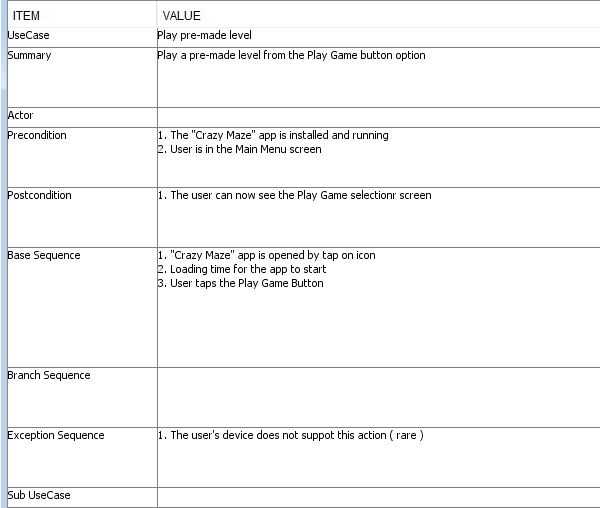 ITEM VALUE
UseCase Play pre-made level
Summary Play a pre-made level from the Play Game button option
Actor
Precondition 1. The "Crazy Maze" app is installed and running
2. User is in the Main Menu screen
Postcondition 1. The user can now see the Play Game selectionr screen
Base Sequence 1. "Crazy Maze" app is opened by tap on icon
2. Loading time for the app to start
3. User taps the Play Game Button
Branch Sequence
Exception Sequence 1. The user's device does not suppot this action ( rare )
Sub UseCase